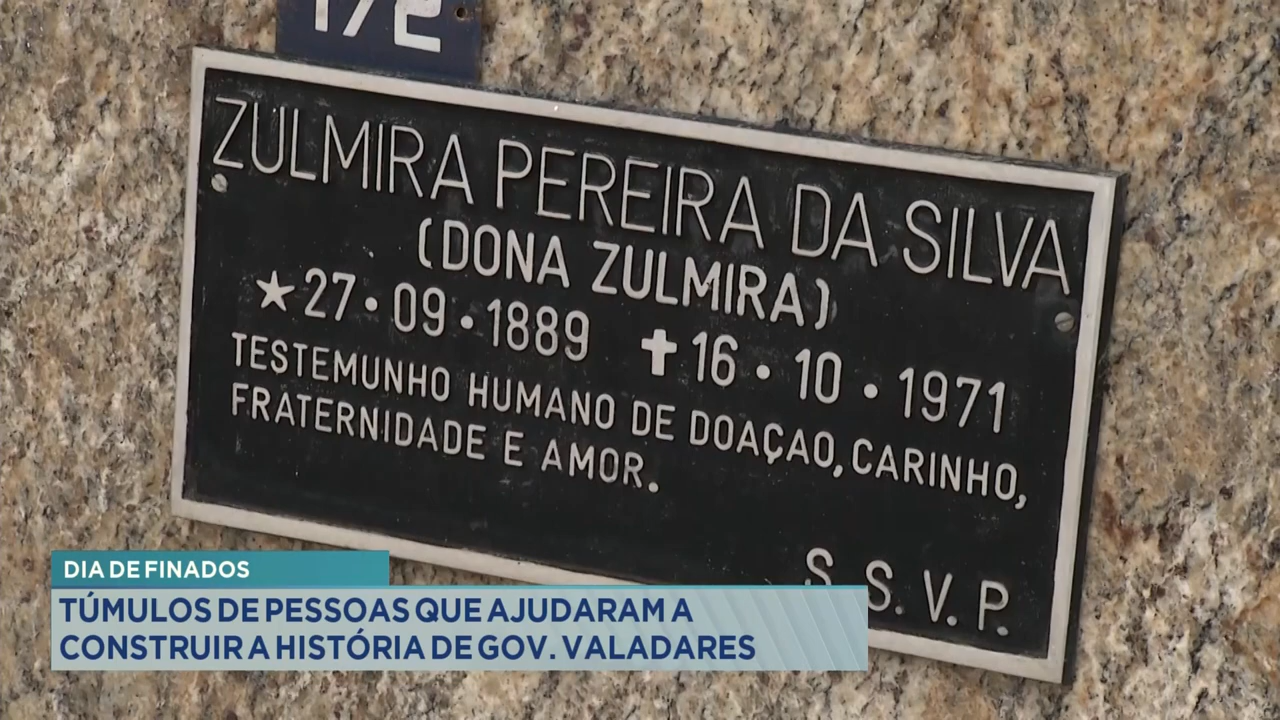 172
ZULMIRA PEREIRA DA SILVA
(DONA ZULMIRA)
★27•09•1889 ✝16•10•1971
TESTEMUNHO HUMANO DE DOAÇAO, CARINHO,
FRATERNIDADE E AMOR.
S.S.V.P.
DIA DE FINADOS
TÚMULOS DE PESSOAS QUE AJUDARAM A
CONSTRUIR A HISTÓRIA DE GOV. VALADARES